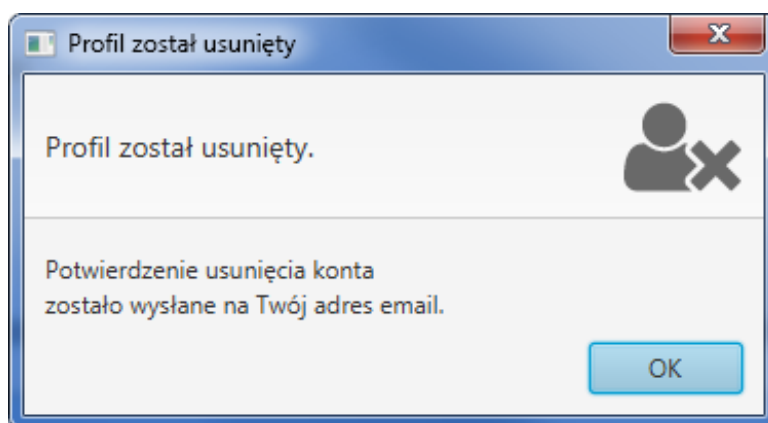 Profil został usunięty
Profil został usunięty.
Potwierdzenie usunięcia konta
zostało wysłane na Twój adres email.
OK